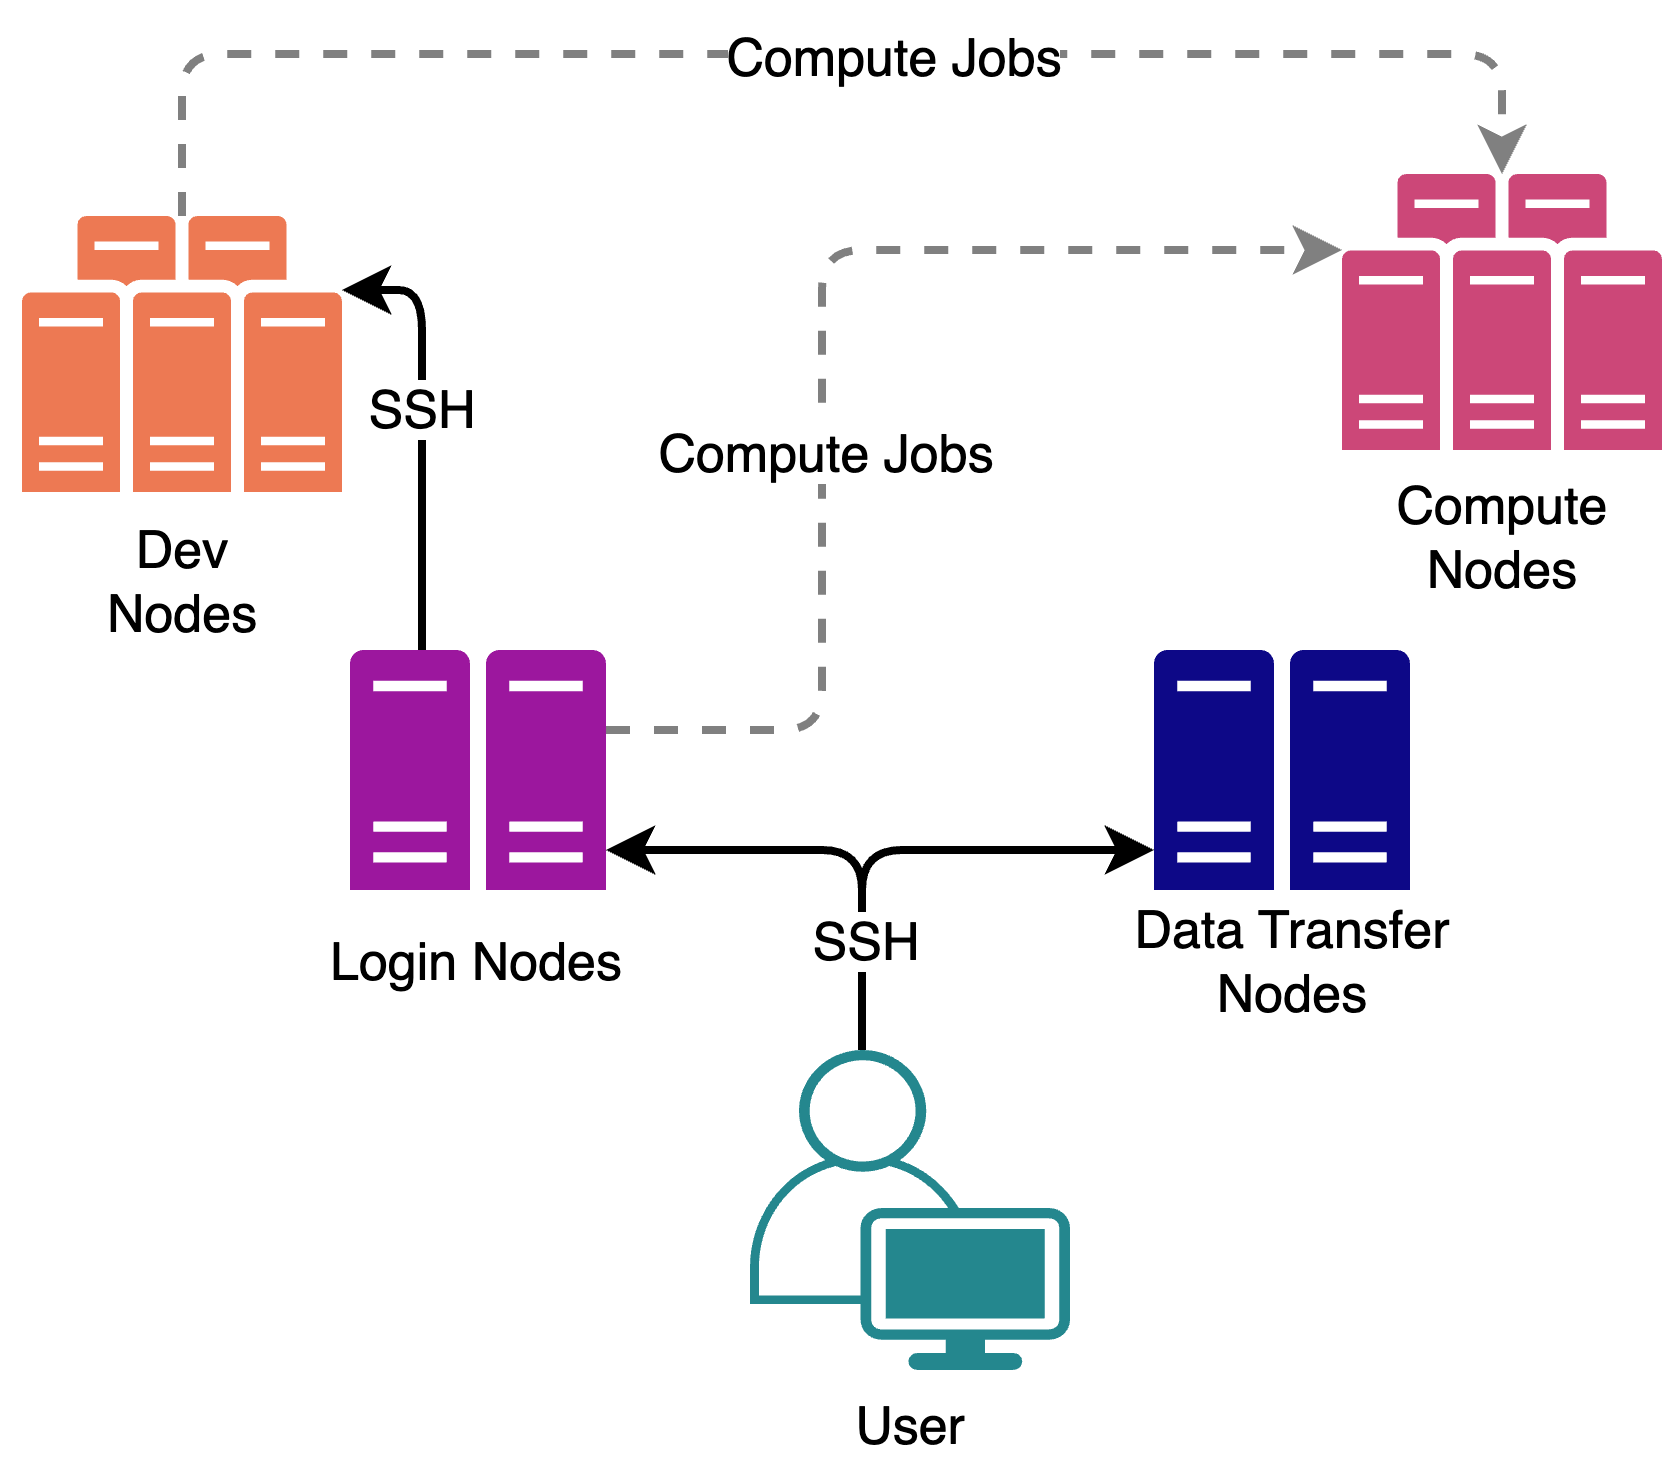 Compute Jobs
SSH
Compute Jobs
Compute
Nodes
Dev
Nodes
Login Nodes
SSH
Data Transfer
Nodes
User